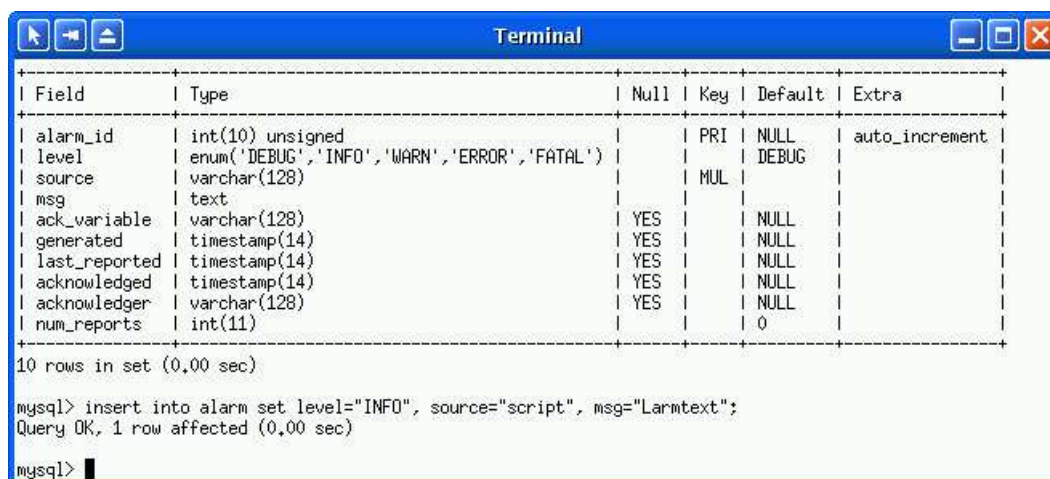 Terminal
+----------------+------------------------------------------------+------+-----+---------+----------------+
| Field | Type | Null | Key | Default | Extra |
+----------------+------------------------------------------------+------+-----+---------+----------------+
| alarm_id | int(10) unsigned | | PRI | NULL | auto_increment |
| level | enum('DEBUG','INFO','WARN','ERROR','FATAL') | | | DEBUG | |
| source | varchar(128) | | MUL | | |
| msg | text | | | | |
| ack_variable | varchar(128) | YES | | NULL | |
| generated | timestamp(14) | YES | | NULL | |
| last_reported | timestamp(14) | YES | | NULL | |
| acknowledged | timestamp(14) | YES | | NULL | |
| acknowledger | varchar(128) | YES | | NULL | |
| num_reports | int(11) | | | 0 | |
+----------------+------------------------------------------------+------+-----+---------+----------------+
10 rows in set (0.00 sec)
mysql> insert into alarm set level="INFO", source="script", msg="Larmtext";
Query OK, 1 row affected (0.00 sec)
mysql>